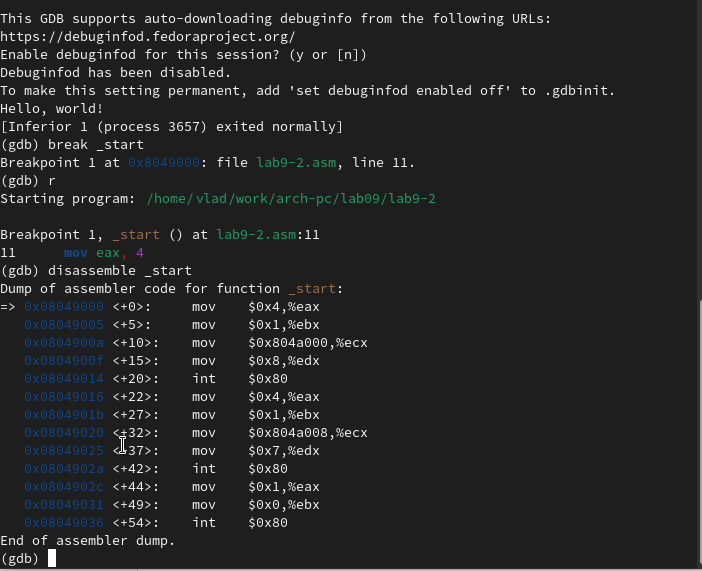 This GDB supports auto-downloading debuginfo from the following URLs:
https://debuginfod.fedoraproject.org/
Enable debuginfod for this session? (y or [n])
Debuginfod has been disabled.
To make this setting permanent, add 'set debuginfod enabled off' to .gdbinit.
Hello, world!
[Inferior 1 (process 3657) exited normally]
(gdb) break _start
Breakpoint 1 at 0x8049000: file lab9-2.asm, line 11.
(gdb) r
Starting program: /home/vlad/work/arch-pc/lab09/lab9-2

Breakpoint 1, _start () at lab9-2.asm:11
11      mov eax, 4
(gdb) disassemble _start
Dump of assembler code for function _start:
=> 0x08049000 <+0>:    mov    $0x4,%eax
   0x08049005 <+5>:    mov    $0x1,%ebx
   0x0804900a <+10>:    mov    $0x804a000,%ecx
   0x0804900f <+15>:    mov    $0x8,%edx
   0x08049014 <+20>:    int    $0x80
   0x08049016 <+22>:    mov    $0x4,%eax
   0x0804901b <+27>:    mov    $0x1,%ebx
   0x08049020 <+32>:    mov    $0x804a008,%ecx
   0x08049025 <+37>:    mov    $0x7,%edx
   0x0804902a <+42>:    int    $0x80
   0x0804902c <+44>:    mov    $0x1,%eax
   0x08049031 <+49>:    mov    $0x0,%ebx
   0x08049036 <+54>:    int    $0x80
End of assembler dump.
(gdb)